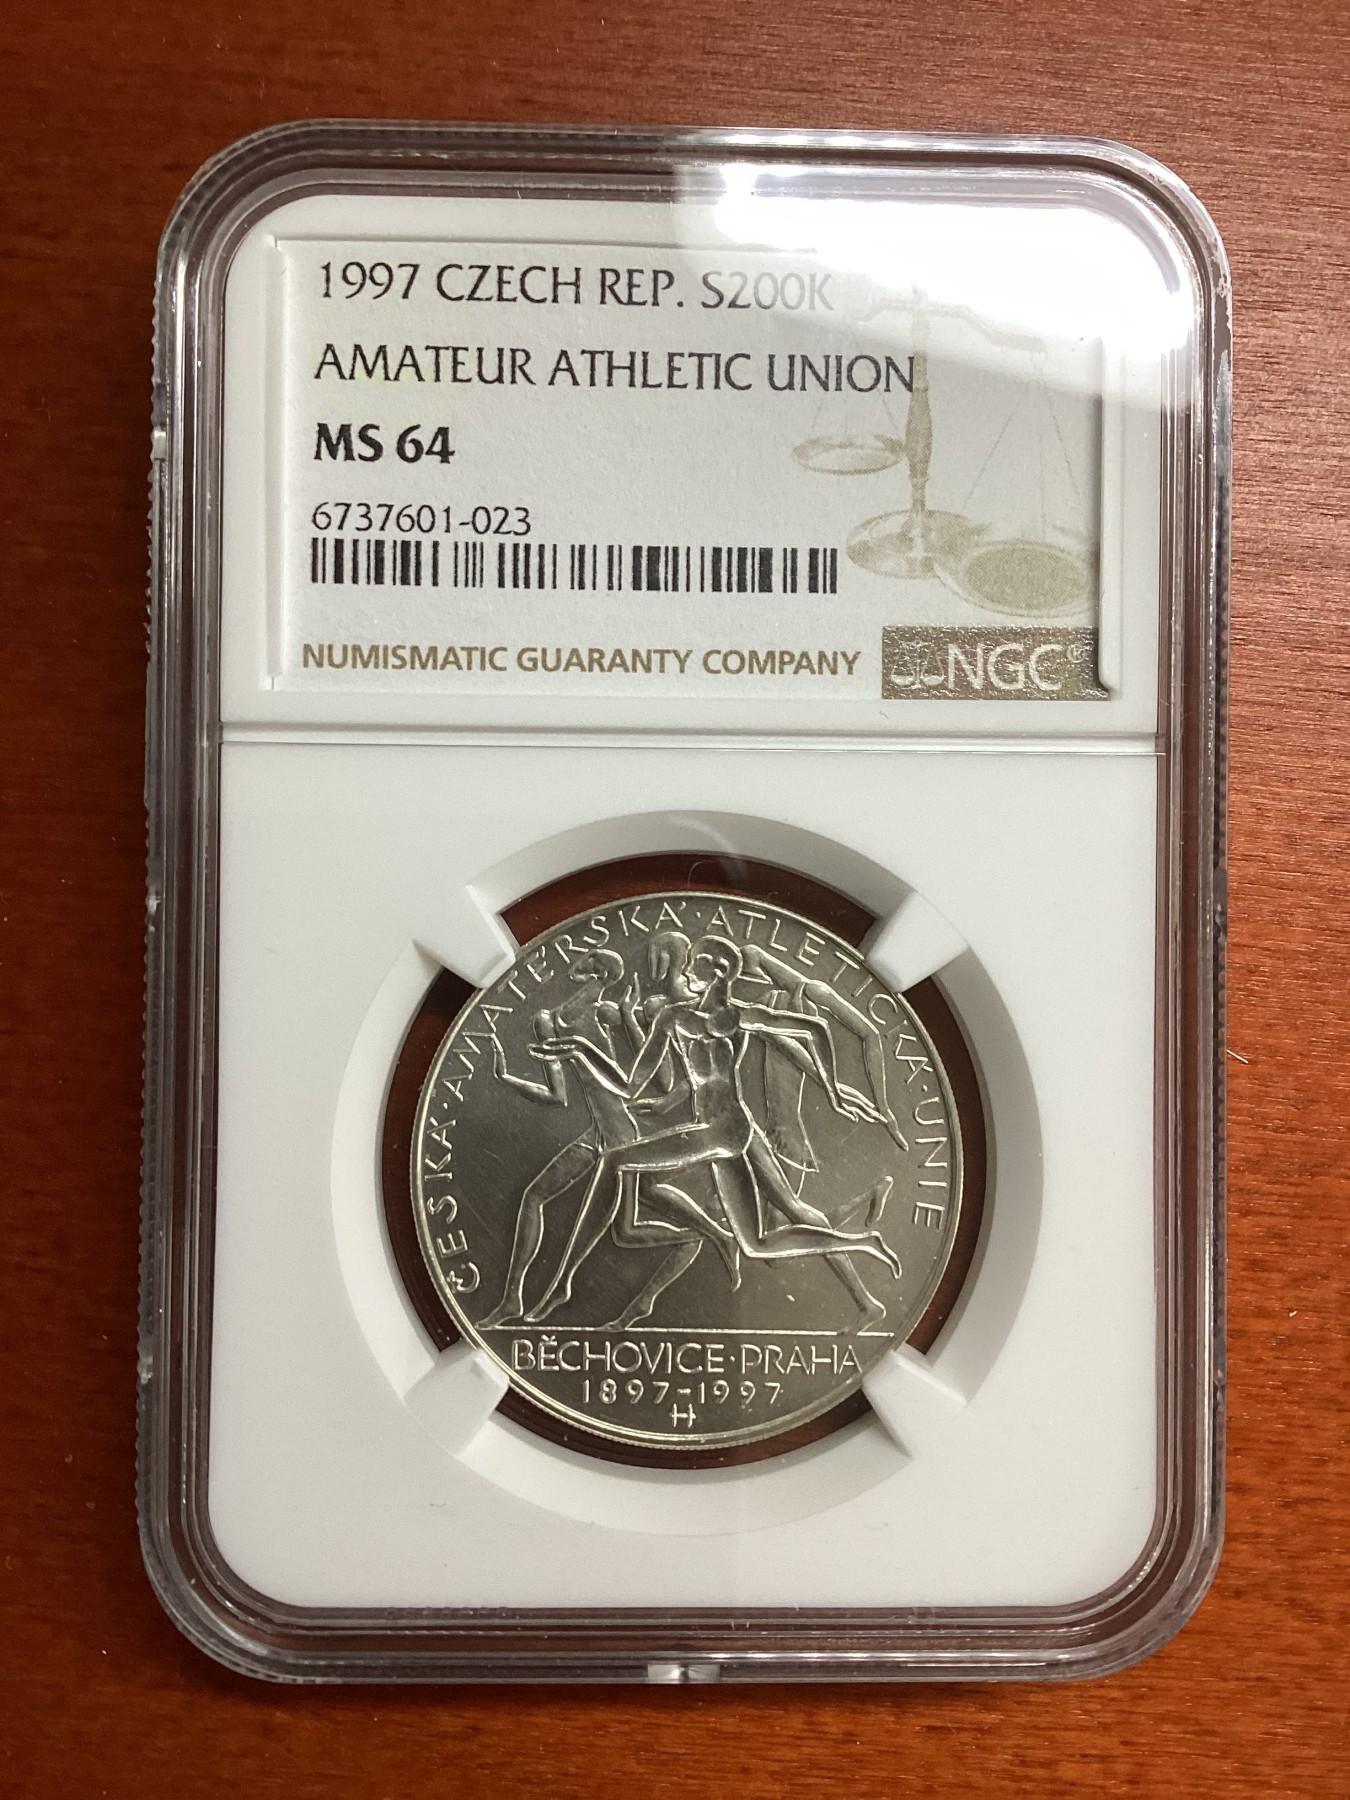 1997 CZECH REP. S200K
AMATEUR ATHLETIC UNION
MS 64
6737601-023
NUMISMATIC GUARANTY COMPANY
NGC®
ČESKÁ·AMATÉRSKÁ·ATLETICKÁ·UNIE
BĚCHOVICE·PRAHA
1897-1997
H